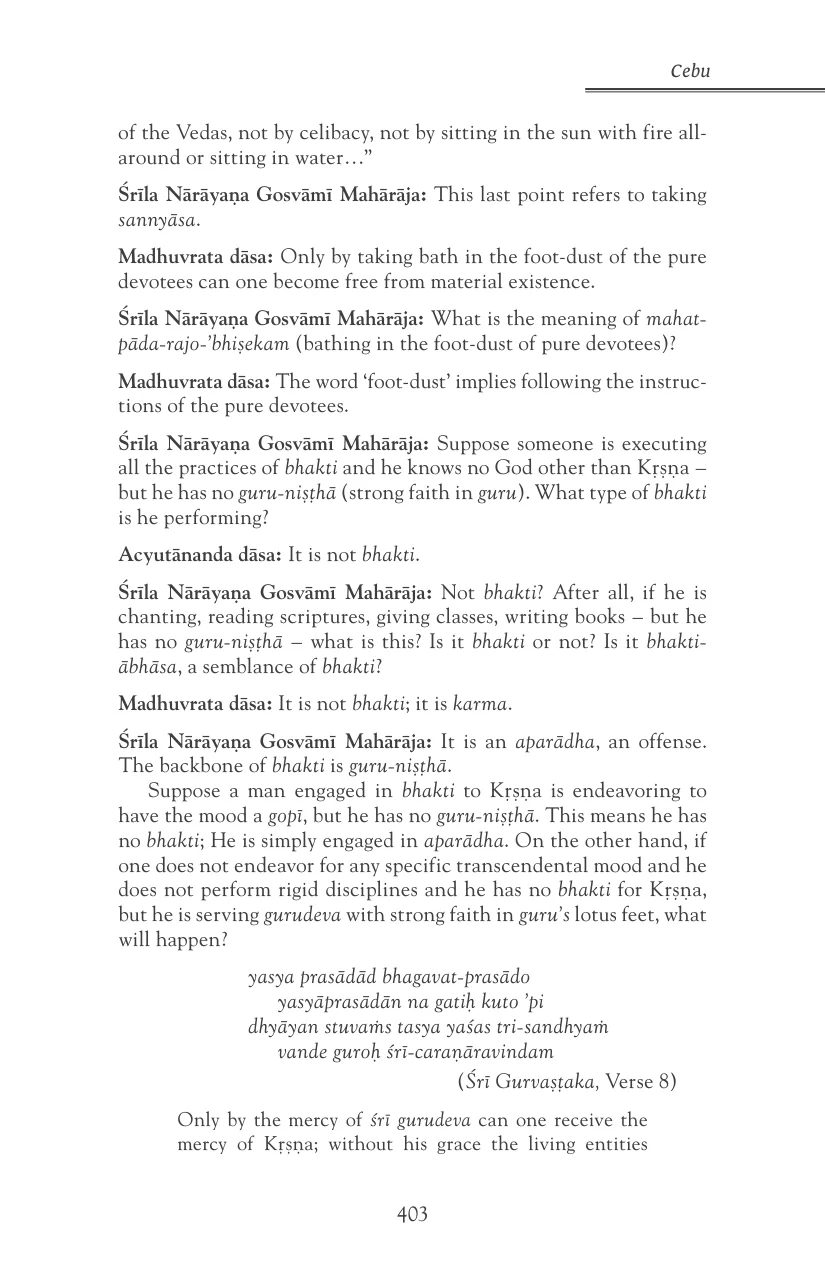 Cebu
of the Vedas, not by celibacy, not by sitting in the sun with fire all-
around or sitting in water…”
Śrīla Nārāyaṇa Gosvāmī Mahārāja: This last point refers to taking
sannyāsa.
Madhuvrata dāsa: Only by taking bath in the foot-dust of the pure
devotees can one become free from material existence.
Śrīla Nārāyaṇa Gosvāmī Mahārāja: What is the meaning of mahat-
pāda-rajo-’bhiṣekam (bathing in the foot-dust of pure devotees)?
Madhuvrata dāsa: The word ‘foot-dust’ implies following the instruc-
tions of the pure devotees.
Śrīla Nārāyaṇa Gosvāmī Mahārāja: Suppose someone is executing
all the practices of bhakti and he knows no God other than Kṛṣṇa –
but he has no guru-niṣṭhā (strong faith in guru). What type of bhakti
is he performing?
Acyutānanda dāsa: It is not bhakti.
Śrīla Nārāyaṇa Gosvāmī Mahārāja: Not bhakti? After all, if he is
chanting, reading scriptures, giving classes, writing books – but he
has no guru-niṣṭhā – what is this? Is it bhakti or not? Is it bhakti-
ābhāsa, a semblance of bhakti?
Madhuvrata dāsa: It is not bhakti; it is karma.
Śrīla Nārāyaṇa Gosvāmī Mahārāja: It is an aparādha, an offense.
The backbone of bhakti is guru-niṣṭhā.
Suppose a man engaged in bhakti to Kṛṣṇa is endeavoring to
have the mood a gopī, but he has no guru-niṣṭhā. This means he has
no bhakti; He is simply engaged in aparādha. On the other hand, if
one does not endeavor for any specific transcendental mood and he
does not perform rigid disciplines and he has no bhakti for Kṛṣṇa,
but he is serving gurudeva with strong faith in guru’s lotus feet, what
will happen?
yasya prasādād bhagavat-prasādo
yasyāprasādān na gatiḥ kuto ’pi
dhyāyan stuvaṁs tasya yaśas tri-sandhyaṁ
vande guroḥ śrī-caraṇāravindam
(Śrī Gurvaṣṭaka, Verse 8)
Only by the mercy of śrī gurudeva can one receive the
mercy of Kṛṣṇa; without his grace the living entities
403